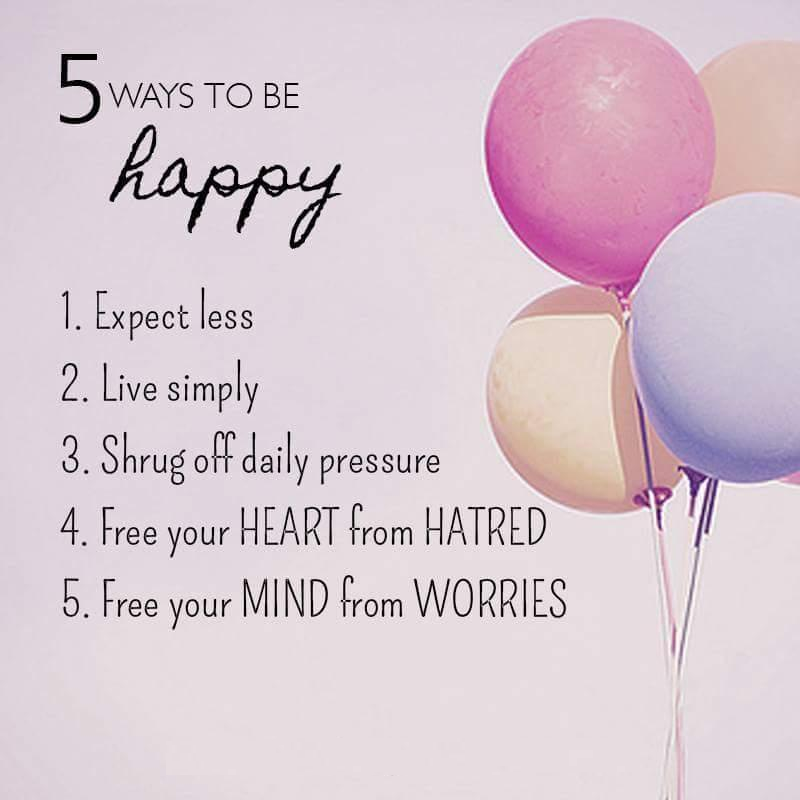 5 WAYS TO BE
happy
1. Expect less
2. Live simply
3. Shrug off daily pressure
4. Free your HEART from HATRED
5. Free your MIND from WORRIES